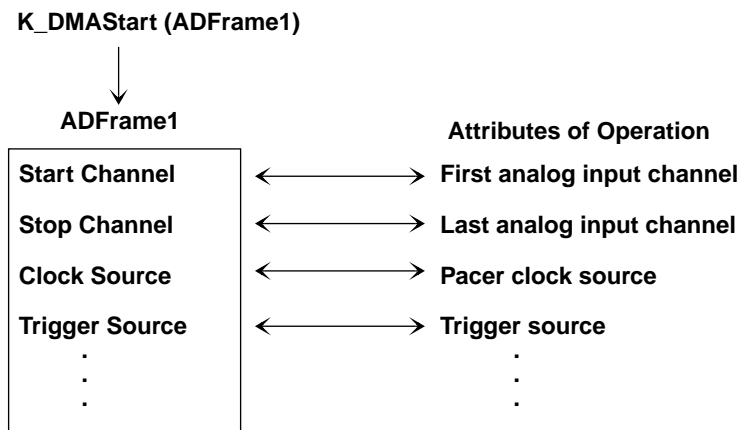 K_DMAStart (ADFrame1)
ADFrame1
Attributes of Operation
Start Channel
First analog input channel
Stop Channel
Last analog input channel
Clock Source
Pacer clock source
Trigger Source
Trigger source
. .
. .
. .